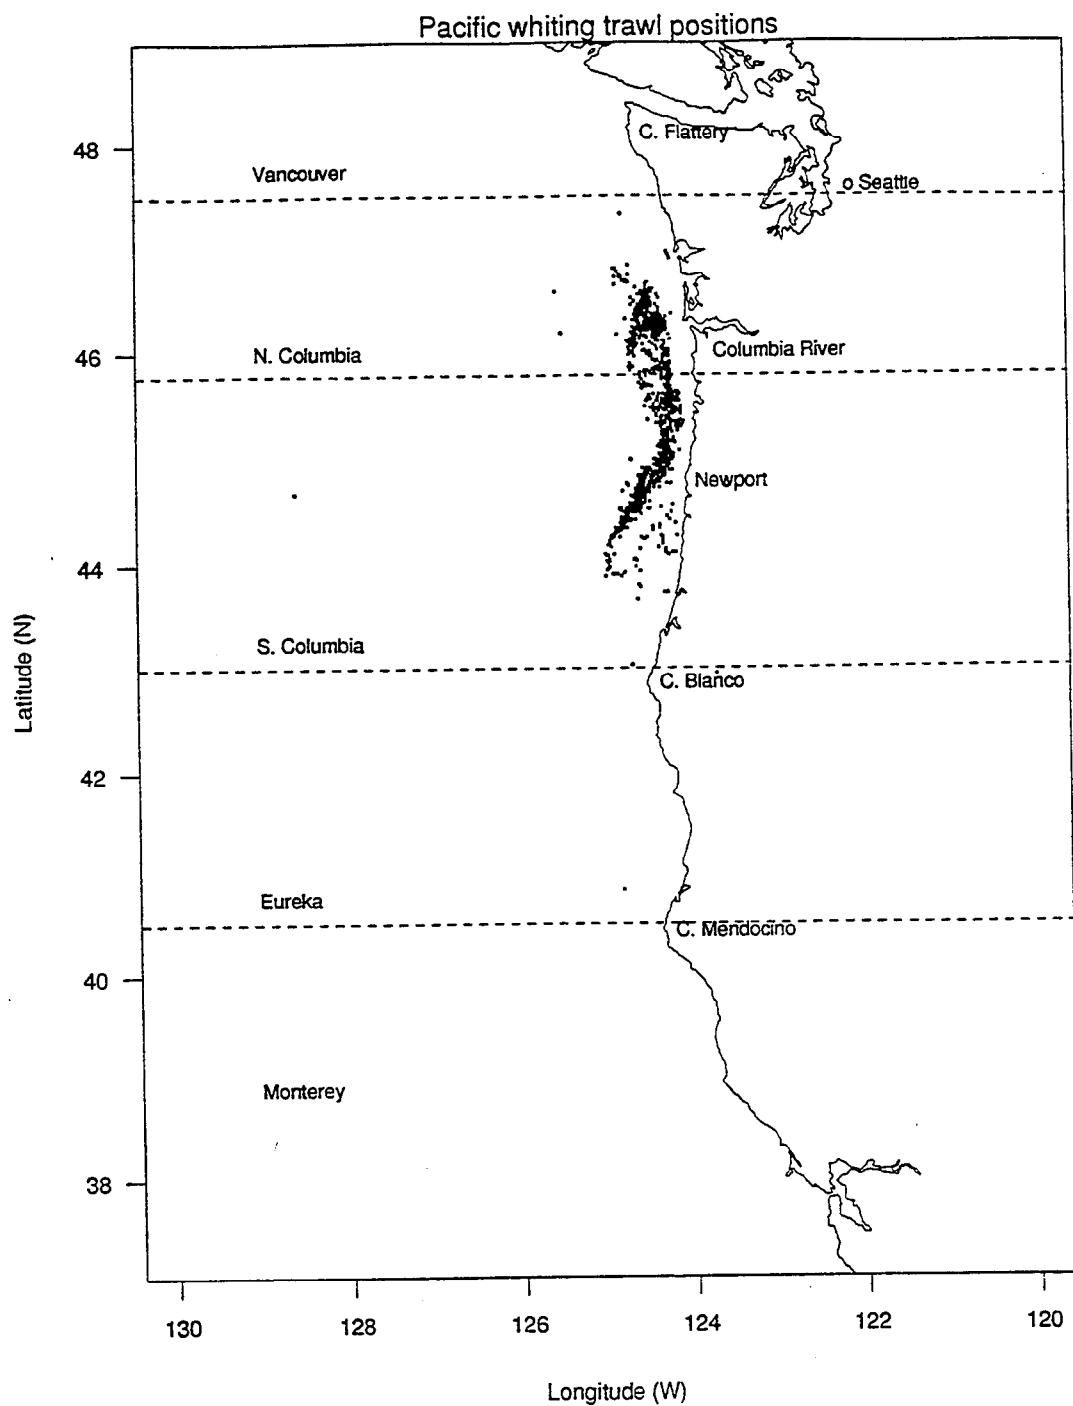 Pacific whiting trawl positions
C. Flattery
48
Vancouver
o Seattle
N. Columbia
Columbia River
46
Newport
44
S. Columbia
C. Blanco
Latitude (N)
42
Eureka
C. Mendocino
40
Monterey
38
130 128 126 124 122 120
Longitude (W)